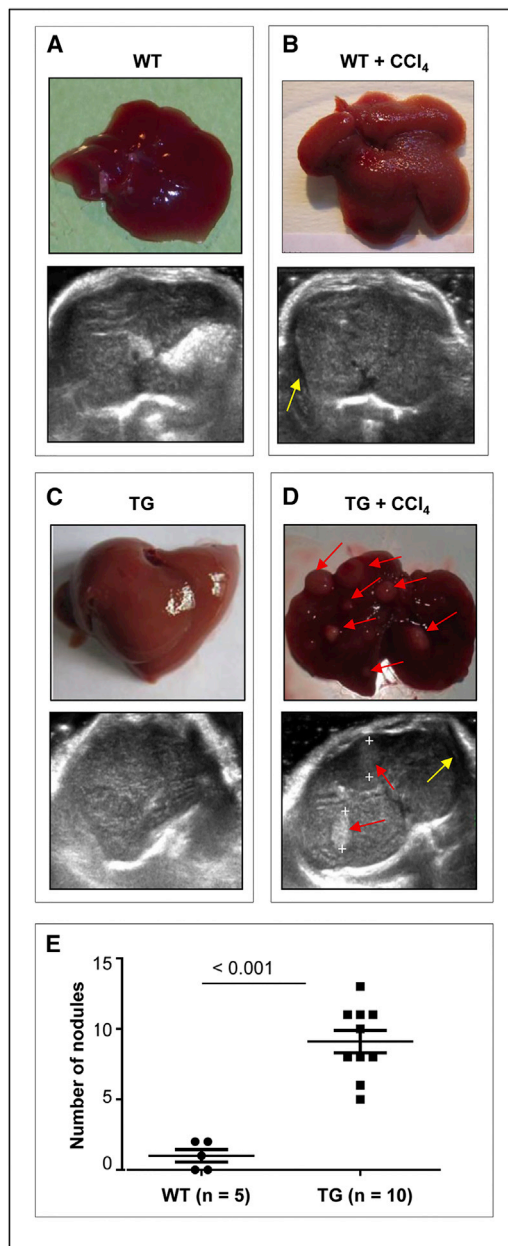 A
WT
B
WT + CCl₄
C
TG
D
TG + CCl₄
E
Number of nodules
15
10
5
0
< 0.001
WT (n = 5)
TG (n = 10)